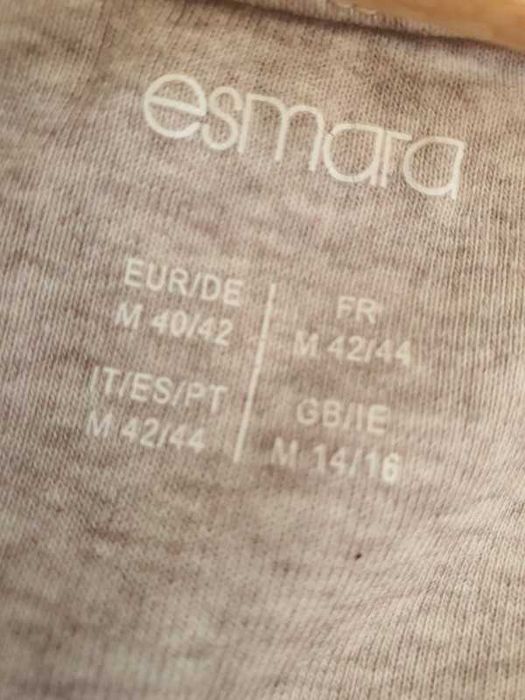 esmara
EUR/DE
M 40/42
FR
M 42/44
IT/ES/PT
M 42/44
GB/IE
M 14/16